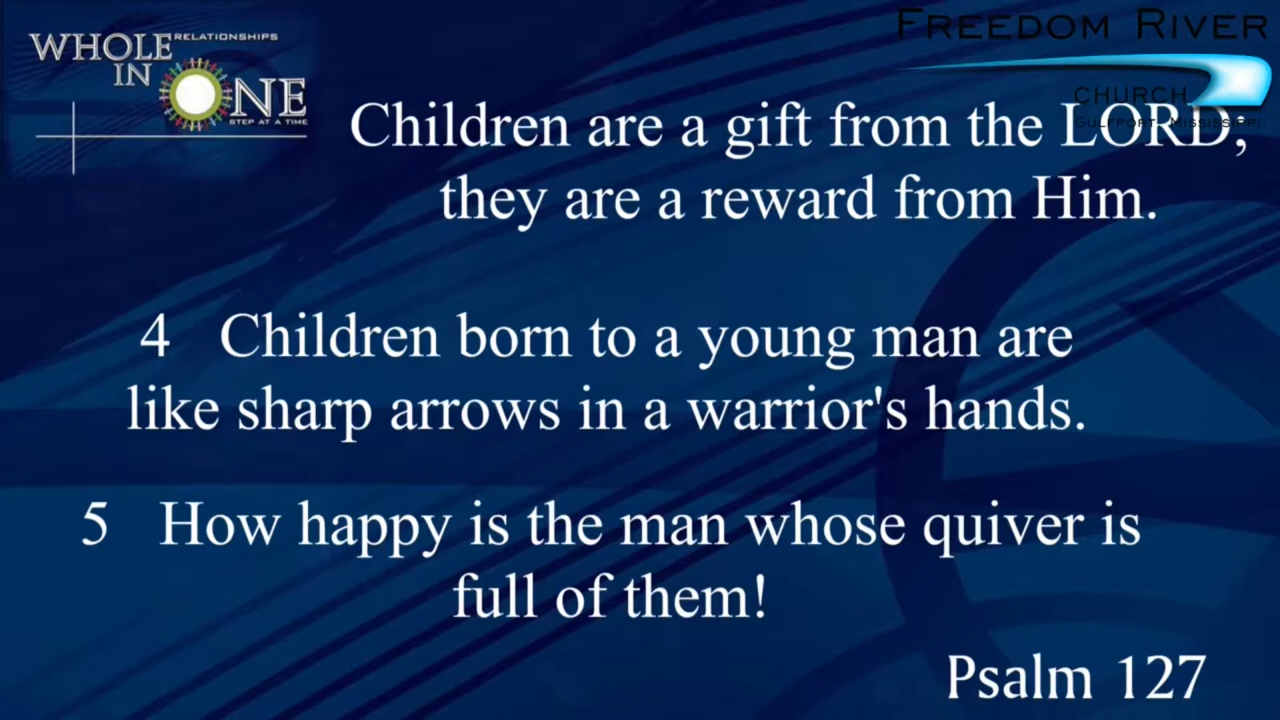 WHOLE RELATIONSHIPS
IN ONE
STEP AT A TIME
FREEDOM RIVER
CHURCH
GULFPORT, MISSISSIPPI
Children are a gift from the LORD,
they are a reward from Him.
4 Children born to a young man are
like sharp arrows in a warrior's hands.
5 How happy is the man whose quiver is
full of them!
Psalm 127